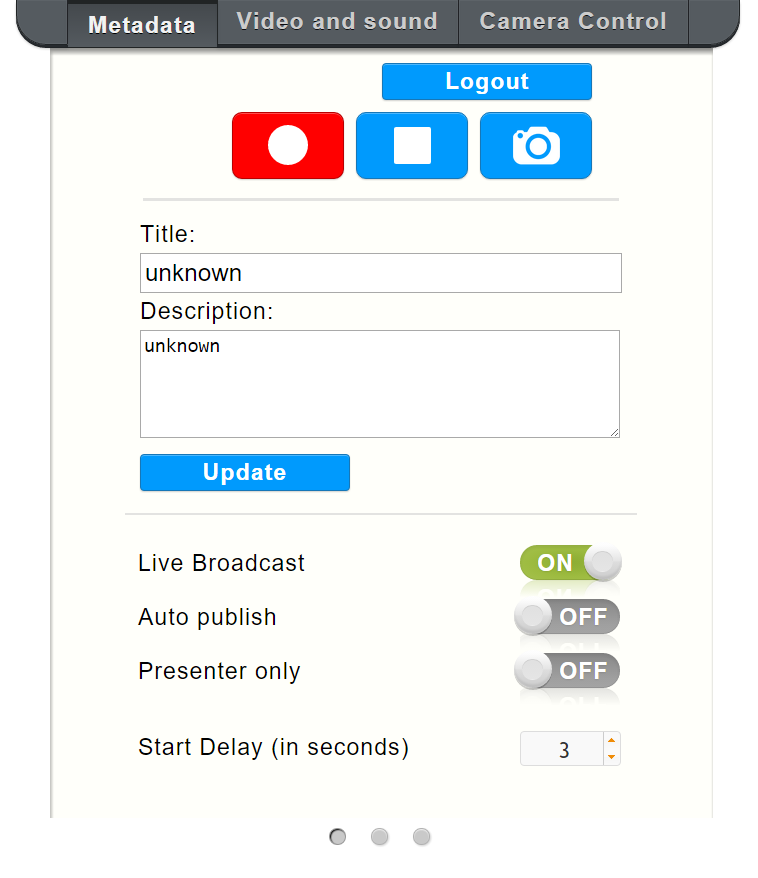 Metadata Video and sound Camera Control
Logout
Title:
unknown
Description:
unknown
Update
Live Broadcast ON
Auto publish OFF
Presenter only OFF
Start Delay (in seconds) 3